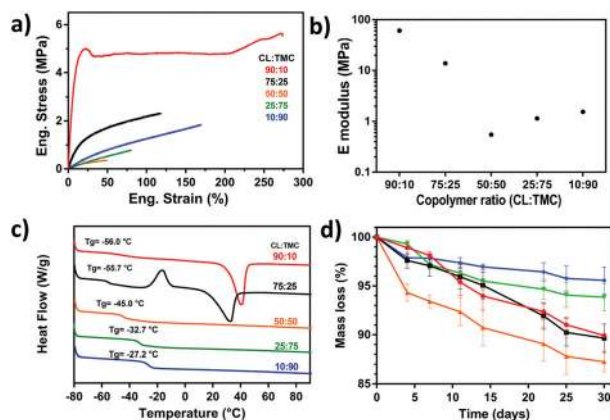 a)
Eng. Stress (MPa)
6
4
2
0
0 50 100 150 200 250 300
Eng. Strain (%)
CL:TMC
90:10
75:25
50:50
25:75
10:90
b)
E modulus (MPa)
100
10
1
0.1
90:10 75:25 50:50 25:75 10:90
Copolymer ratio (CL:TMC)
c)
Heat Flow (W/g)
Tg= -56.0 °C
Tg= -55.7 °C
Tg= -45.0 °C
Tg= -32.7 °C
Tg= -27.2 °C
CL:TMC
90:10
75:25
50:50
25:75
10:90
-80 -60 -40 -20 0 20 40 60 80
Temperature (°C)
d)
Mass loss (%)
100
95
90
85
0 5 10 15 20 25 30
Time (days)